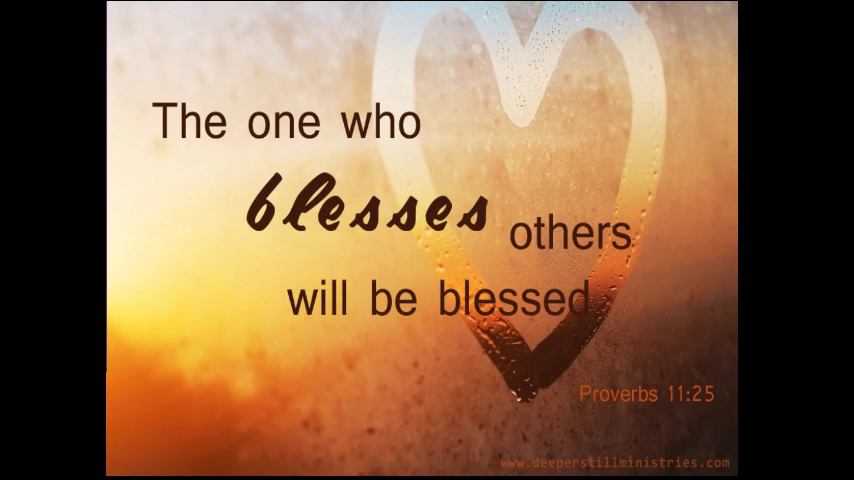 The one who
blesses others
will be blessed
Proverbs 11:25
www.deeperstillministries.com